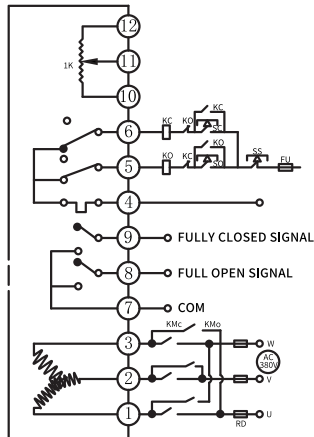 12
1K
11
10
KC
KC KO
6
SC
SS
KO
KO KC
FU
5
SO
4
9 FULLY CLOSED SIGNAL
8 FULL OPEN SIGNAL
7 COM
KMc KMo
3 W
AC
380V
2 V
1 U
RD